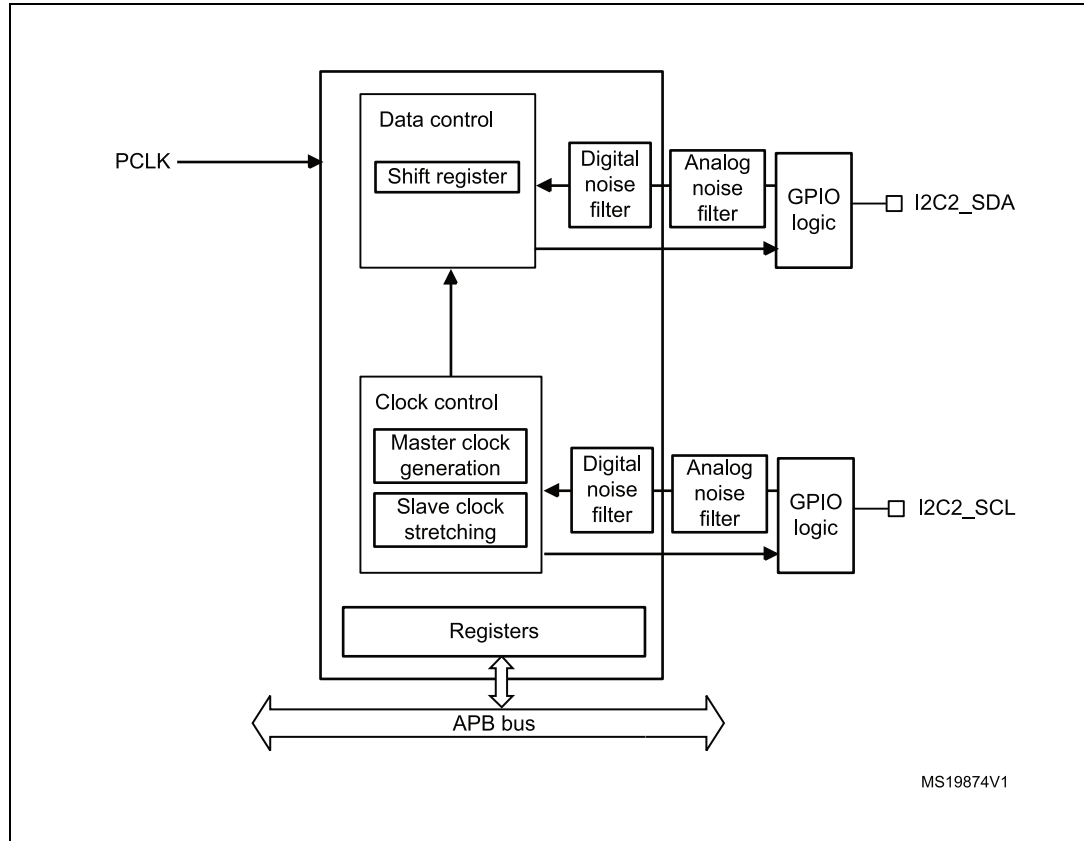 PCLK
Data control
Shift register
Digital
noise
filter
Analog
noise
filter
GPIO
logic
I2C2_SDA
Clock control
Master clock
generation
Slave clock
stretching
Digital
noise
filter
Analog
noise
filter
GPIO
logic
I2C2_SCL
Registers
APB bus
MS19874V1